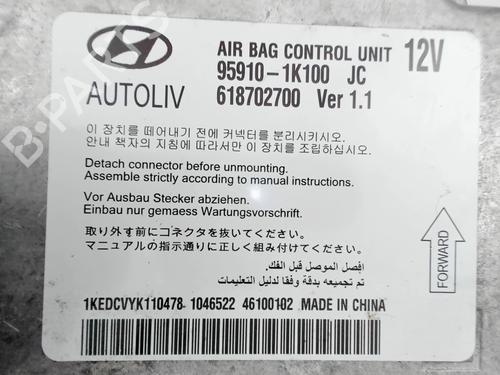 AIR BAG CONTROL UNIT 12V
95910-1K100 JC
AUTOLIV 618702700 Ver 1.1
이 장치를 떼어내기 전에 커넥터를 분리시키시오.
안내 책자의 지침에 따라서만 이 장치를 조립하십시오.
Detach connector before unmounting.
Assemble strictly according to manual instructions.
Vor Ausbau Stecker abziehen.
Einbau nur gemaess Wartungsvorschrift.
取り外す前にコネクタを抜いてください。
マニュアルの指示通りに正しく組み付けてください。
افصل الموصل قبل الفك.
تم تجميعه بدقة وفقا لدليل التعليمات
FORWARD
1KEDCVYK110478 1046522 46100102 MADE IN CHINA
B-PARTS